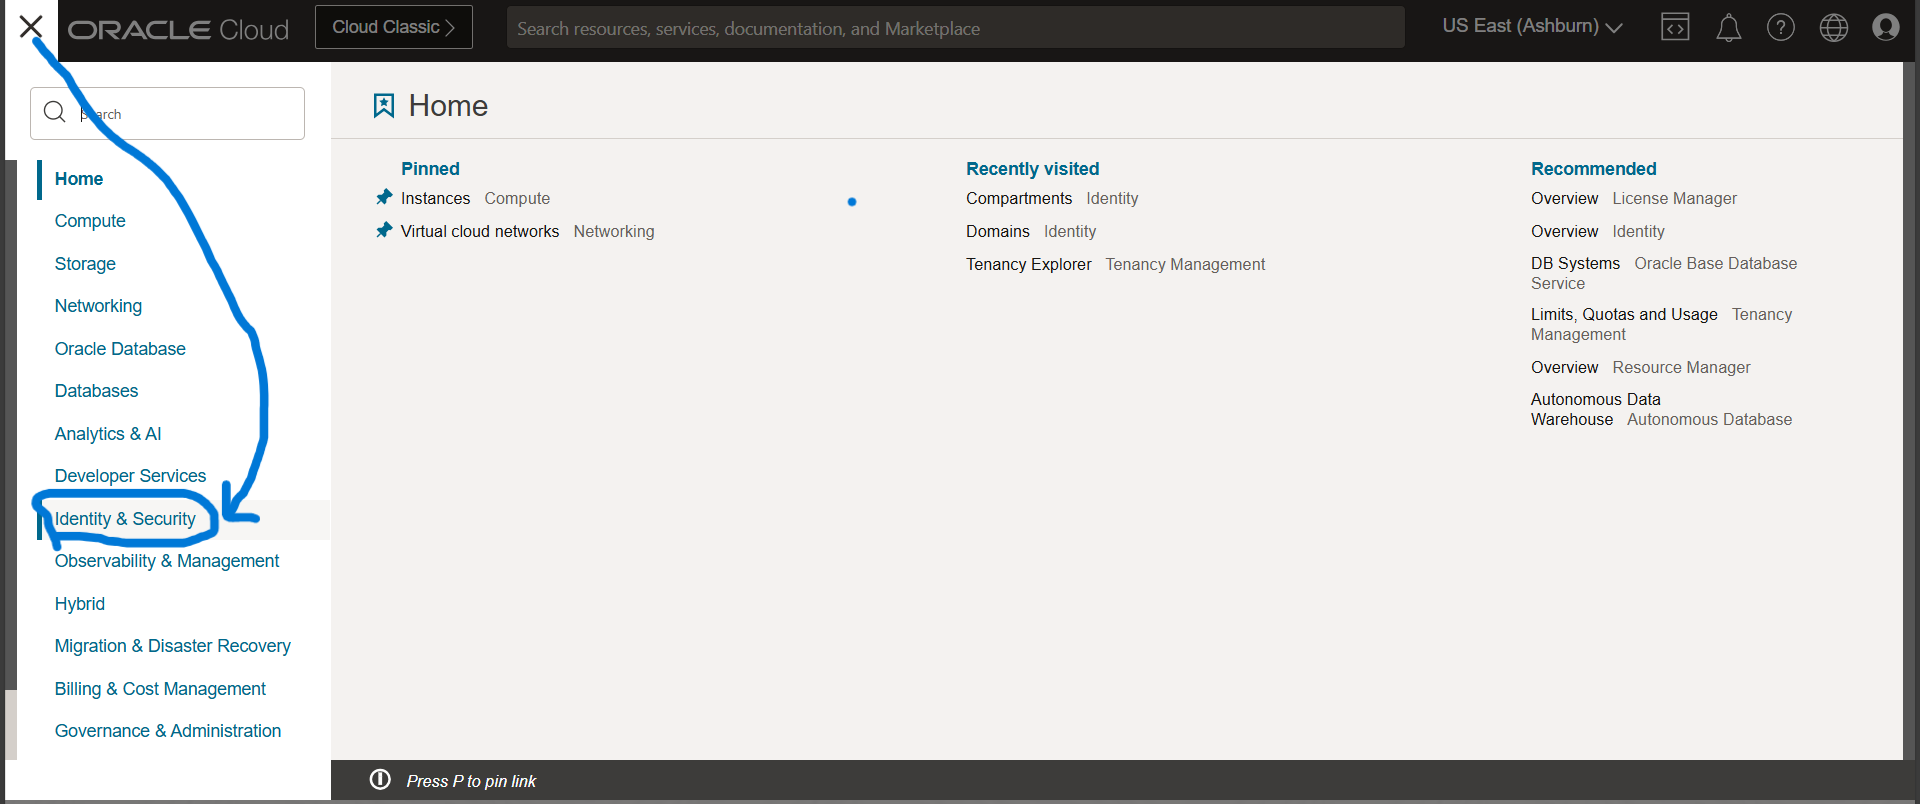 ORACLE Cloud
Cloud Classic
Search resources, services, documentation, and Marketplace
US East (Ashburn)
Search
Home
Compute
Storage
Networking
Oracle Database
Databases
Analytics & AI
Developer Services
Identity & Security
Observability & Management
Hybrid
Migration & Disaster Recovery
Billing & Cost Management
Governance & Administration
Home
Pinned
Instances Compute
Virtual cloud networks Networking
Recently visited
Compartments Identity
Domains Identity
Tenancy Explorer Tenancy Management
Recommended
Overview License Manager
Overview Identity
DB Systems Oracle Base Database
Service
Limits, Quotas and Usage Tenancy
Management
Overview Resource Manager
Autonomous Data
Warehouse Autonomous Database
Press P to pin link